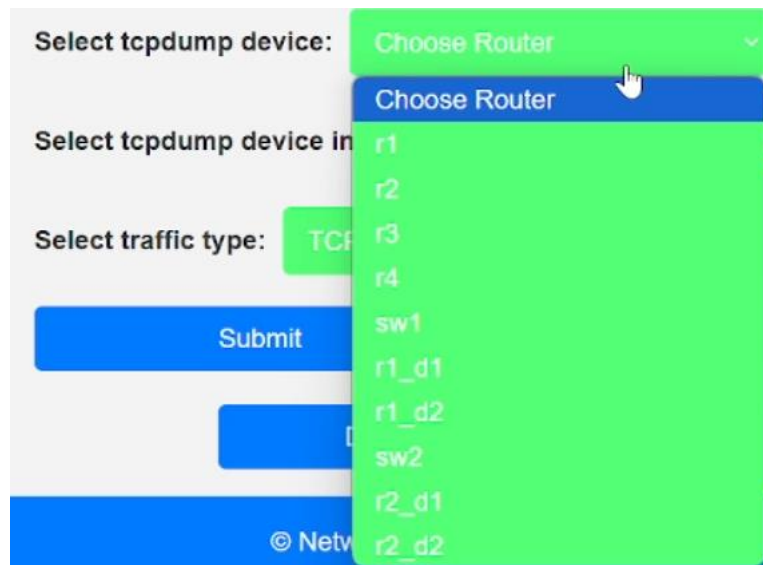 Select tcpdump device: Choose Router
Choose Router
Select tcpdump device in
r1
r2
Select traffic type: TCP
r3
r4
sw1
Submit
r1_d1
r1_d2
D
sw2
r2_d1
© Netw
r2_d2